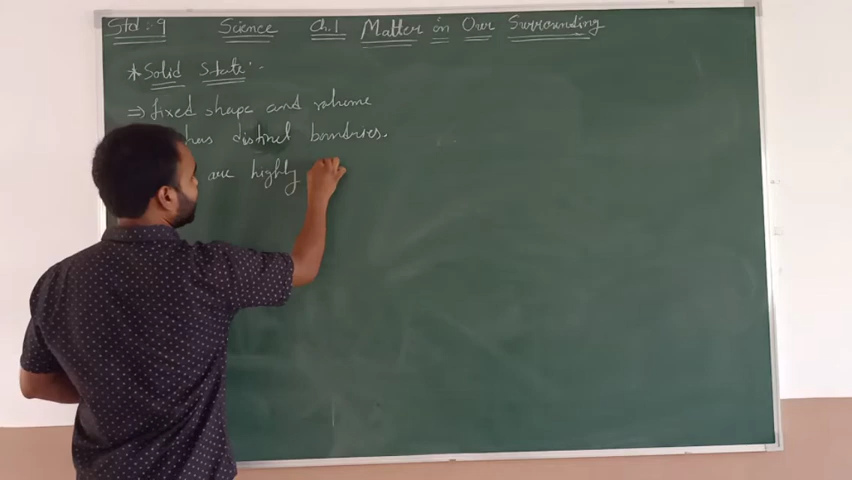 Std : 9 Science Ch.1 Matter in Our Surrounding
* Solid State :-
⇒ fixed shape and volume
has distinct boundries.
are highly